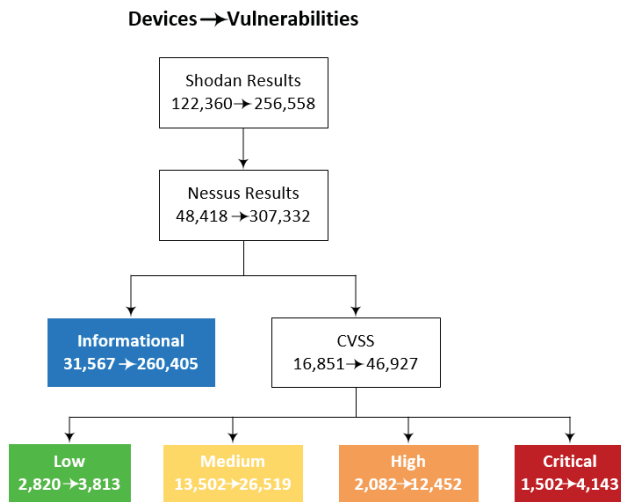 Devices→Vulnerabilities
Shodan Results
122,360→256,558
Nessus Results
48,418→307,332
Informational
31,567→260,405
CVSS
16,851→46,927
Low
2,820→3,813
Medium
13,502→26,519
High
2,082→12,452
Critical
1,502→4,143